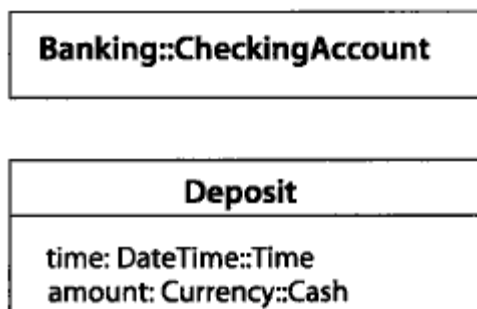 Banking::CheckingAccount
Deposit
time: DateTime::Time
amount: Currency::Cash